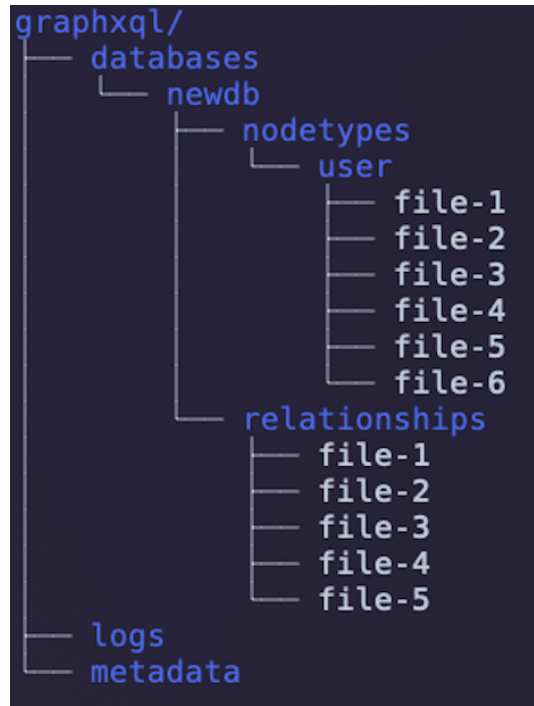 graphxql/
databases
newdb
nodetypes
user
file-1
file-2
file-3
file-4
file-5
file-6
relationships
file-1
file-2
file-3
file-4
file-5
logs
metadata